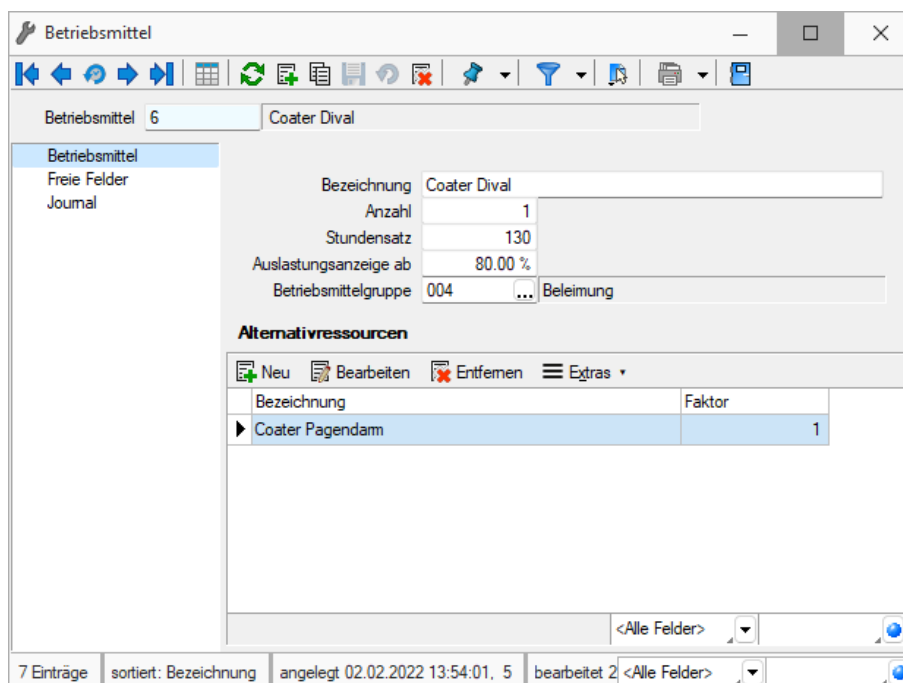 Betriebsmittel
Betriebsmittel 6 Coater Dival
Betriebsmittel
Freie Felder
Journal
Bezeichnung Coater Dival
Anzahl 1
Stundensatz 130
Auslastungsanzeige ab 80.00 %
Betriebsmittelgruppe 004 ... Beleimung
Alternativressourcen
Neu Bearbeiten Entfernen Extras
Bezeichnung Faktor
Coater Pagendarm 1
<Alle Felder>
7 Einträge sortiert: Bezeichnung angelegt 02.02.2022 13:54:01, 5 bearbeitet 2 <Alle Felder>